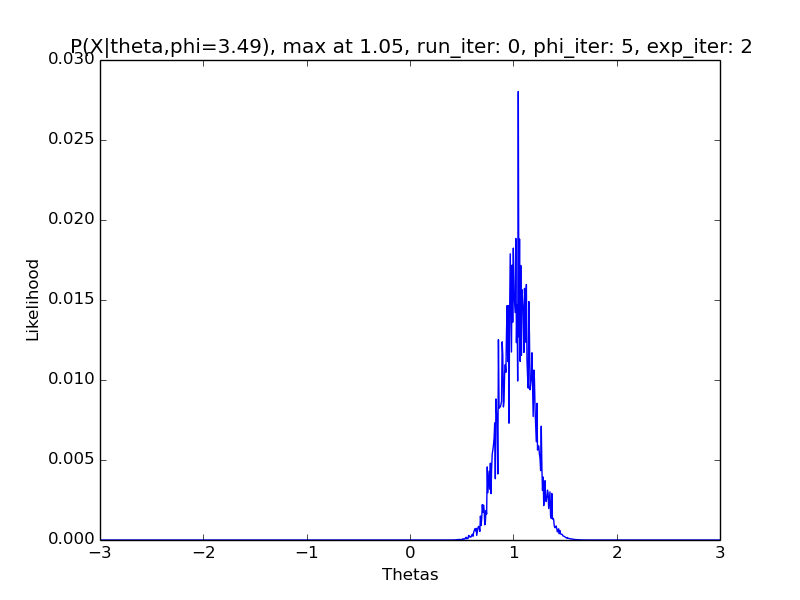 P(X|theta,phi=3.49), max at 1.05, run_iter: 0, phi_iter: 5, exp_iter: 2
0.030
0.025
0.020
0.015
0.010
0.005
0.000
Likelihood
−3 −2 −1 0 1 2 3
Thetas